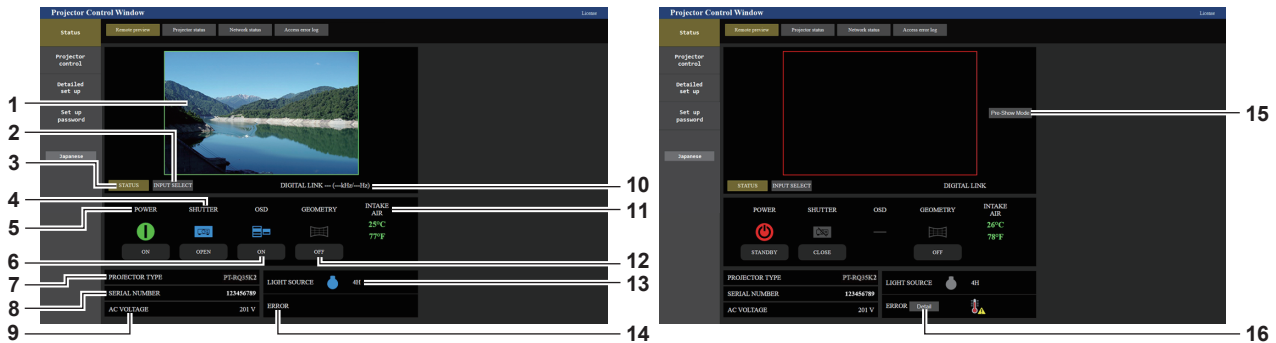 Projector Control Window License
Status Remote preview Projector status Network status Access error log
Projector
control
Detailed
set up
Set up
password
Japanese
STATUS INPUT SELECT DIGITAL LINK --- (---kHz/---Hz)
POWER SHUTTER OSD GEOMETRY INTAKE
AIR
25°C
77°F
ON OPEN ON OFF
PROJECTOR TYPE PT-RQ35K2
SERIAL NUMBER 123456789
AC VOLTAGE 201 V
LIGHT SOURCE 4H
ERROR
1
2
3
4
5
6
7
8
9
10
11
12
13
14
Projector Control Window License
Status Remote preview Projector status Network status Access error log
Projector
control
Detailed
set up
Set up
password
Japanese
Pre-Show Mode
STATUS INPUT SELECT DIGITAL LINK
POWER SHUTTER OSD GEOMETRY INTAKE
AIR
26°C
78°F
STANDBY CLOSE OFF
PROJECTOR TYPE PT-RQ35K2
SERIAL NUMBER 123456789
AC VOLTAGE 201 V
LIGHT SOURCE 4H
ERROR Detail
15
16